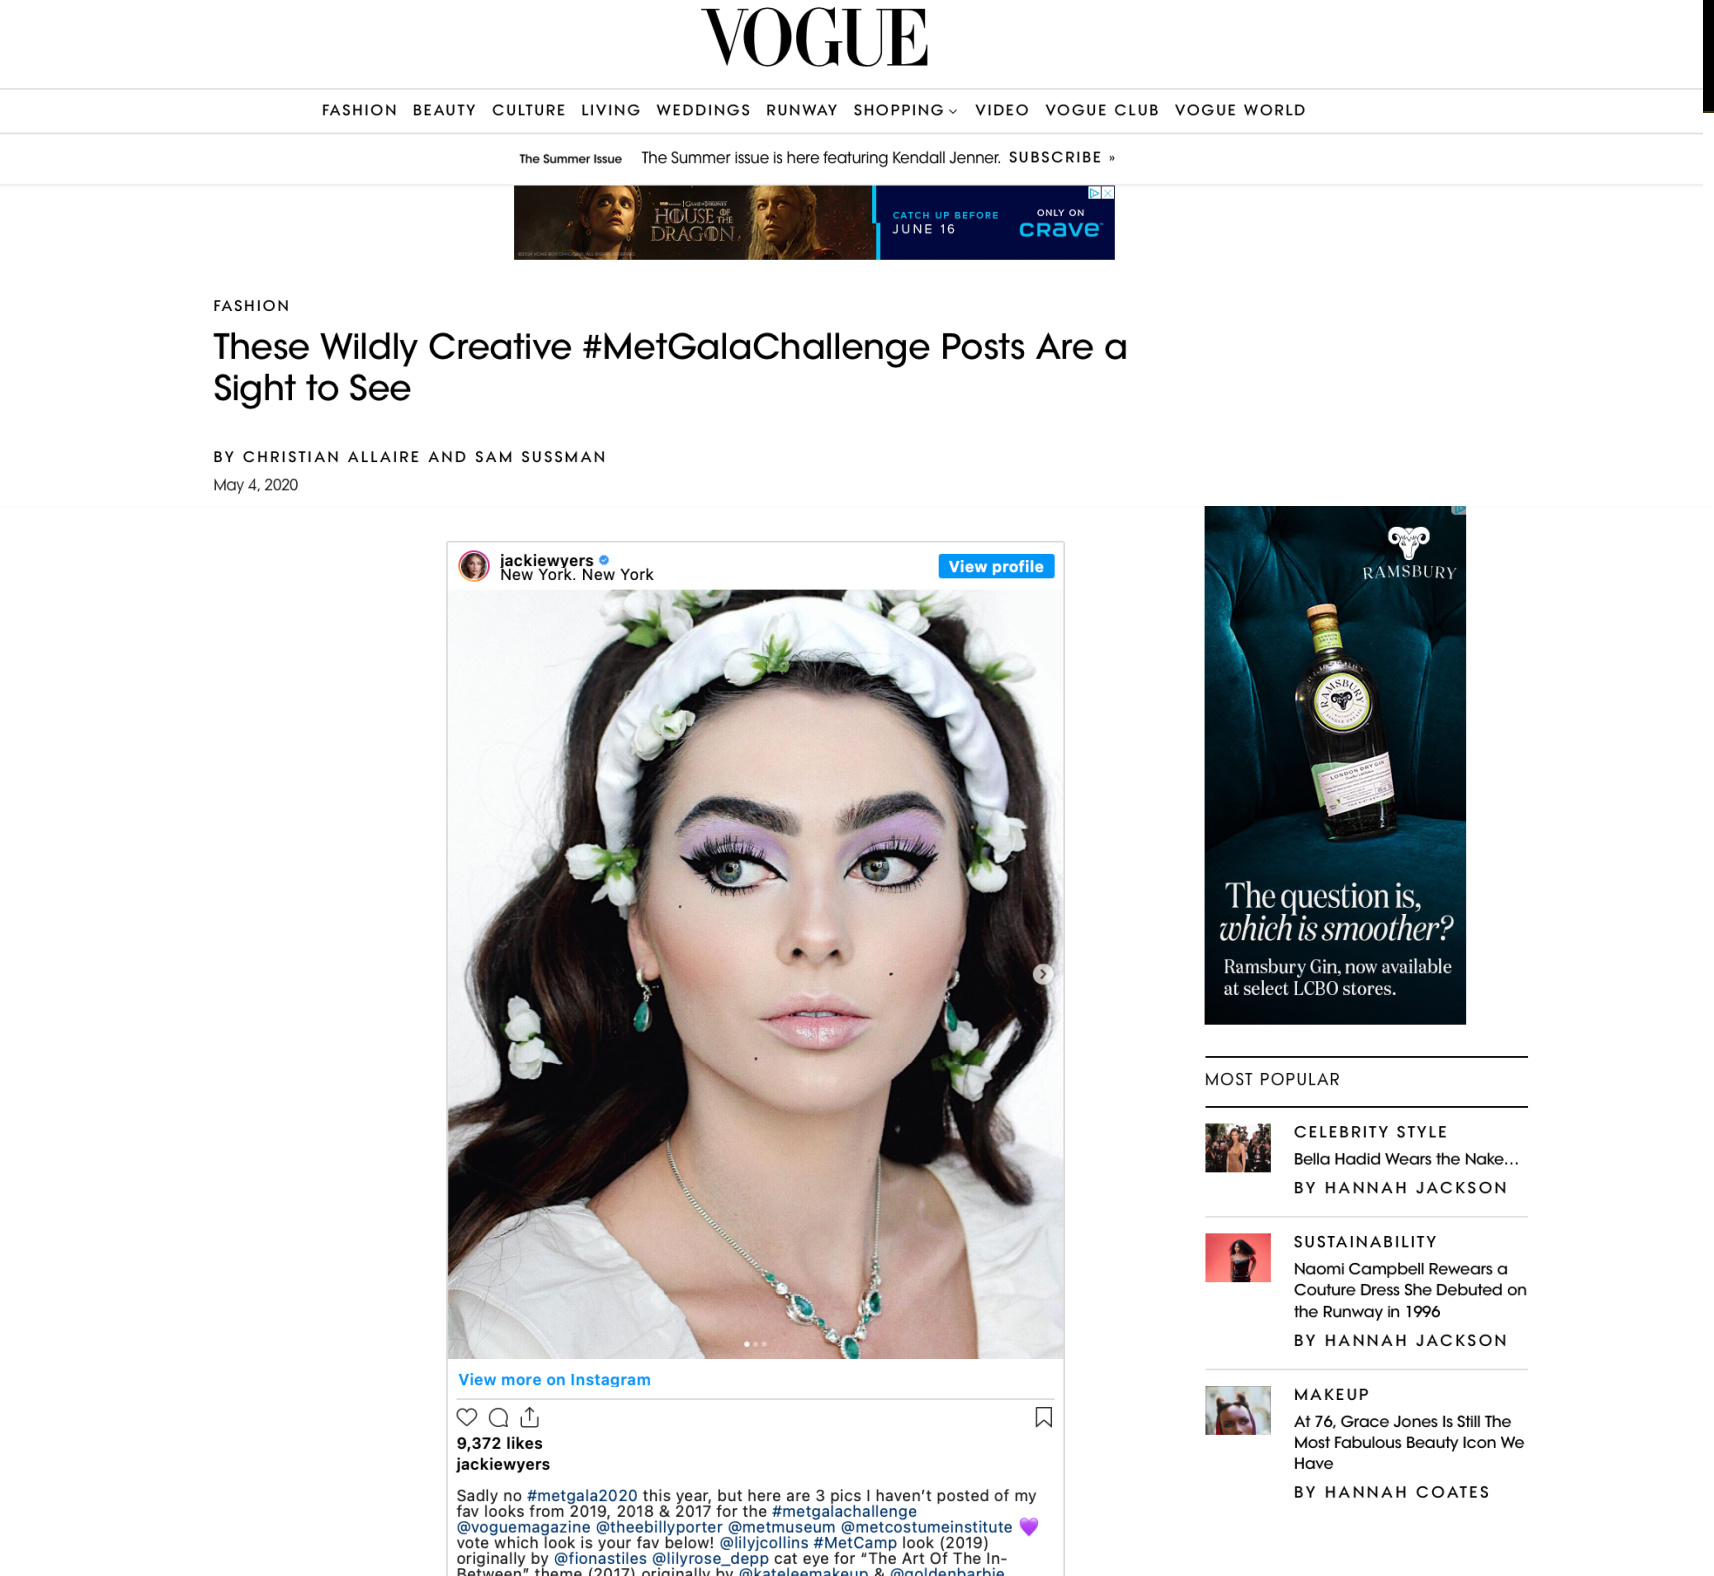 VOGUE
FASHION BEAUTY CULTURE LIVING WEDDINGS RUNWAY SHOPPING VIDEO VOGUE CLUB VOGUE WORLD
The Summer Issue The Summer issue is here featuring Kendall Jenner. SUBSCRIBE »
HOUSE OF THE DRAGON
CATCH UP BEFORE
JUNE 16
ONLY ON
CRAVE
FASHION
These Wildly Creative #MetGalaChallenge Posts Are a
Sight to See
BY CHRISTIAN ALLAIRE AND SAM SUSSMAN
May 4, 2020
jackiewyers
New York, New York
View profile
View more on Instagram
9,372 likes
jackiewyers
Sadly no #metgala2020 this year, but here are 3 pics I haven’t posted of my
fav looks from 2019, 2018 & 2017 for the #metgalachallenge
@voguemagazine @theebillyporter @metmuseum @metcostumeinstitute 💜
vote which look is your fav below! @lilyjcollins #MetCamp look (2019)
originally by @fionastiles @lilyrose_depp cat eye for “The Art Of The In-
Between” theme (2017) originally by @kateleemakeup & @goldenbarbie
RAMSBURY
RAMSBURY
LONDON DRY GIN
The question is,
which is smoother?
Ramsbury Gin, now available
at select LCBO stores.
MOST POPULAR
CELEBRITY STYLE
Bella Hadid Wears the Nake...
BY HANNAH JACKSON
SUSTAINABILITY
Naomi Campbell Rewears a
Couture Dress She Debuted on
the Runway in 1996
BY HANNAH JACKSON
MAKEUP
At 76, Grace Jones Is Still The
Most Fabulous Beauty Icon We
Have
BY HANNAH COATES